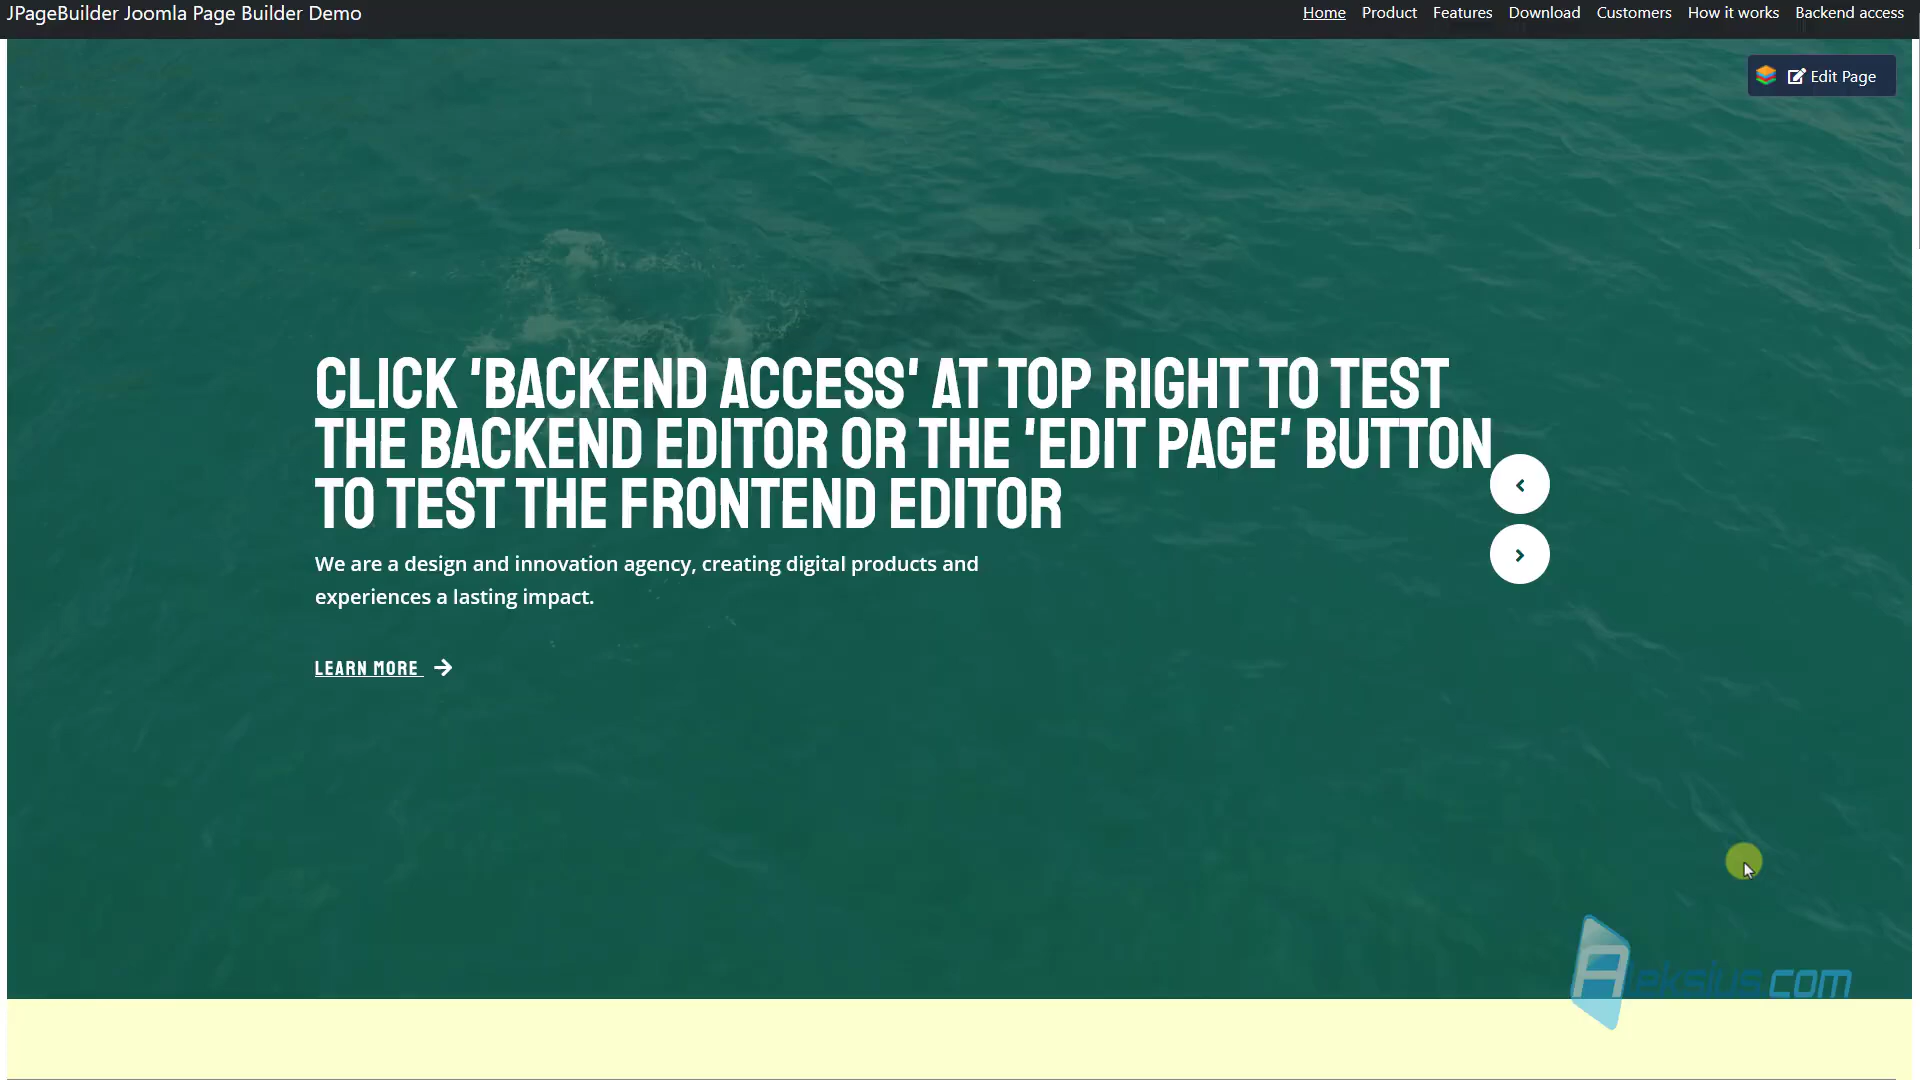 JPageBuilder Joomla Page Builder Demo
Home Product Features Download Customers How it works Backend access
Edit Page
CLICK 'BACKEND ACCESS' AT TOP RIGHT TO TEST
THE BACKEND EDITOR OR THE 'EDIT PAGE' BUTTON
TO TEST THE FRONTEND EDITOR
We are a design and innovation agency, creating digital products and
experiences a lasting impact.
LEARN MORE
Aleksius.com